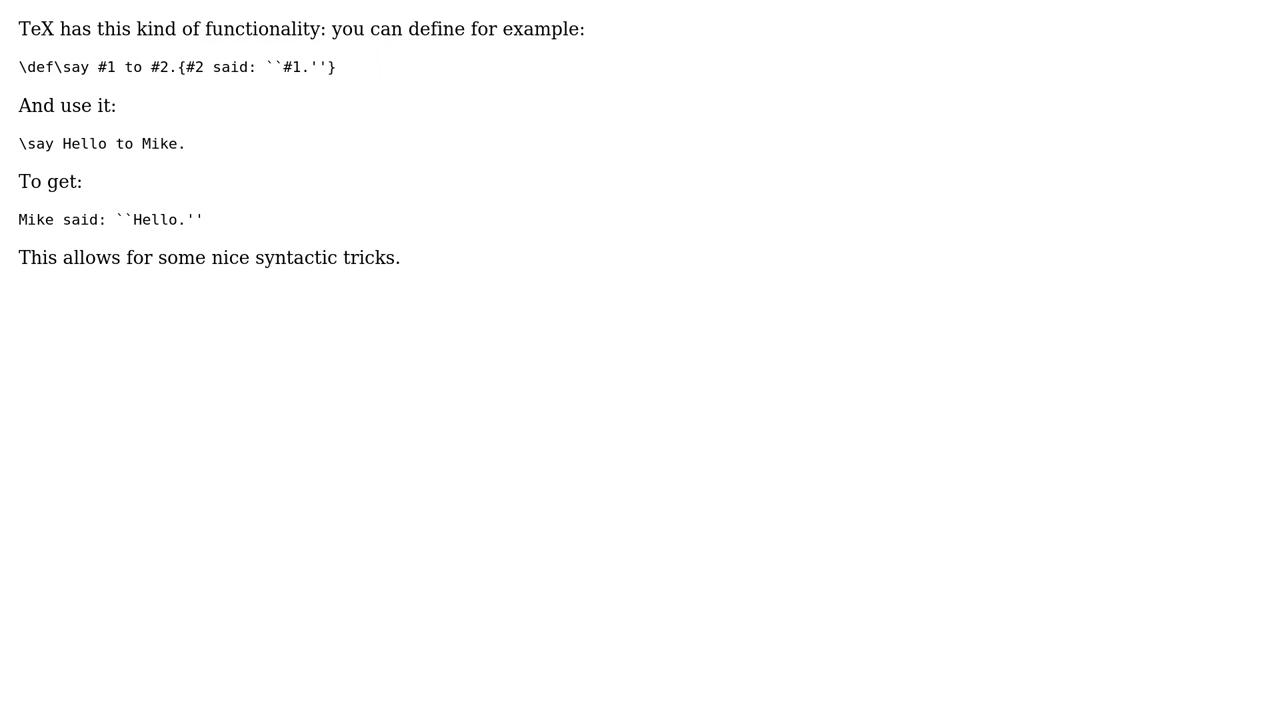 TeX has this kind of functionality: you can define for example:
\def\say #1 to #2.{#2 said: ``#1.''}
And use it:
\say Hello to Mike.
To get:
Mike said: ``Hello.''
This allows for some nice syntactic tricks.